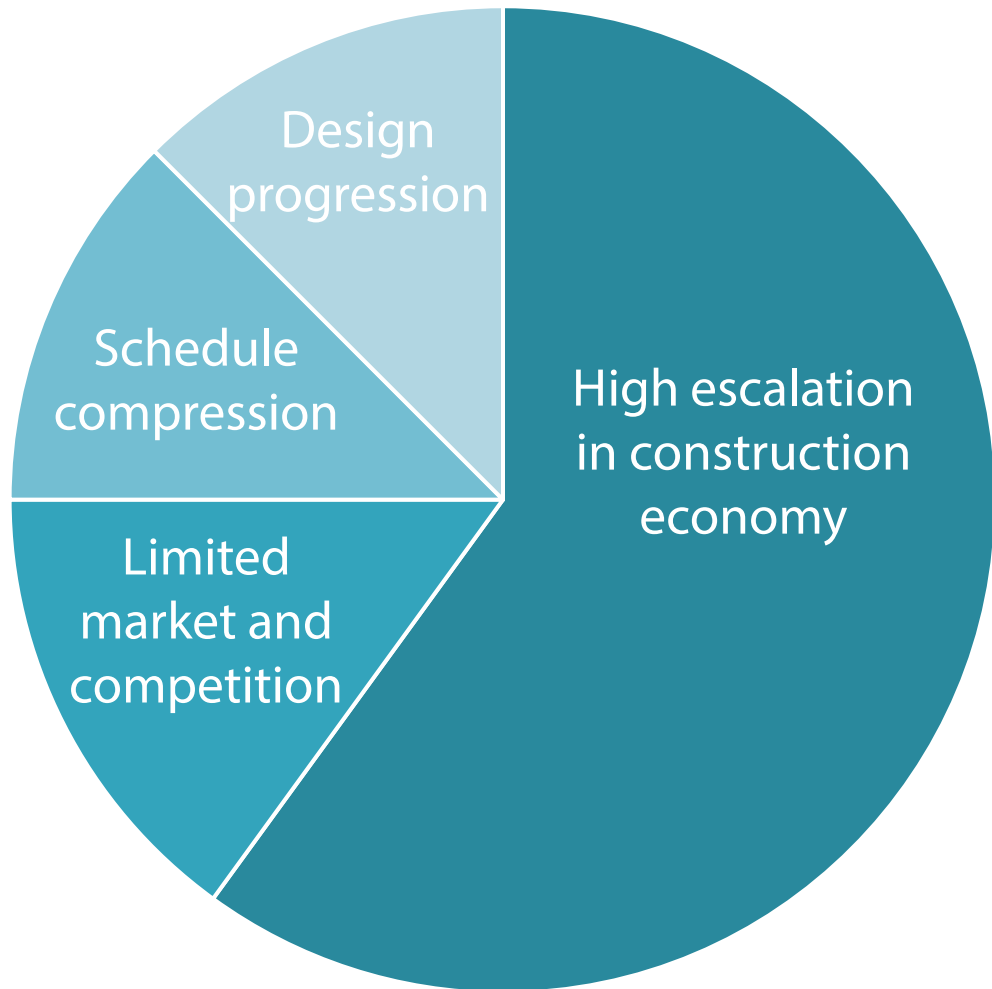 Design
progression
Schedule
compression
High escalation
in construction
economy
Limited
market and
competition